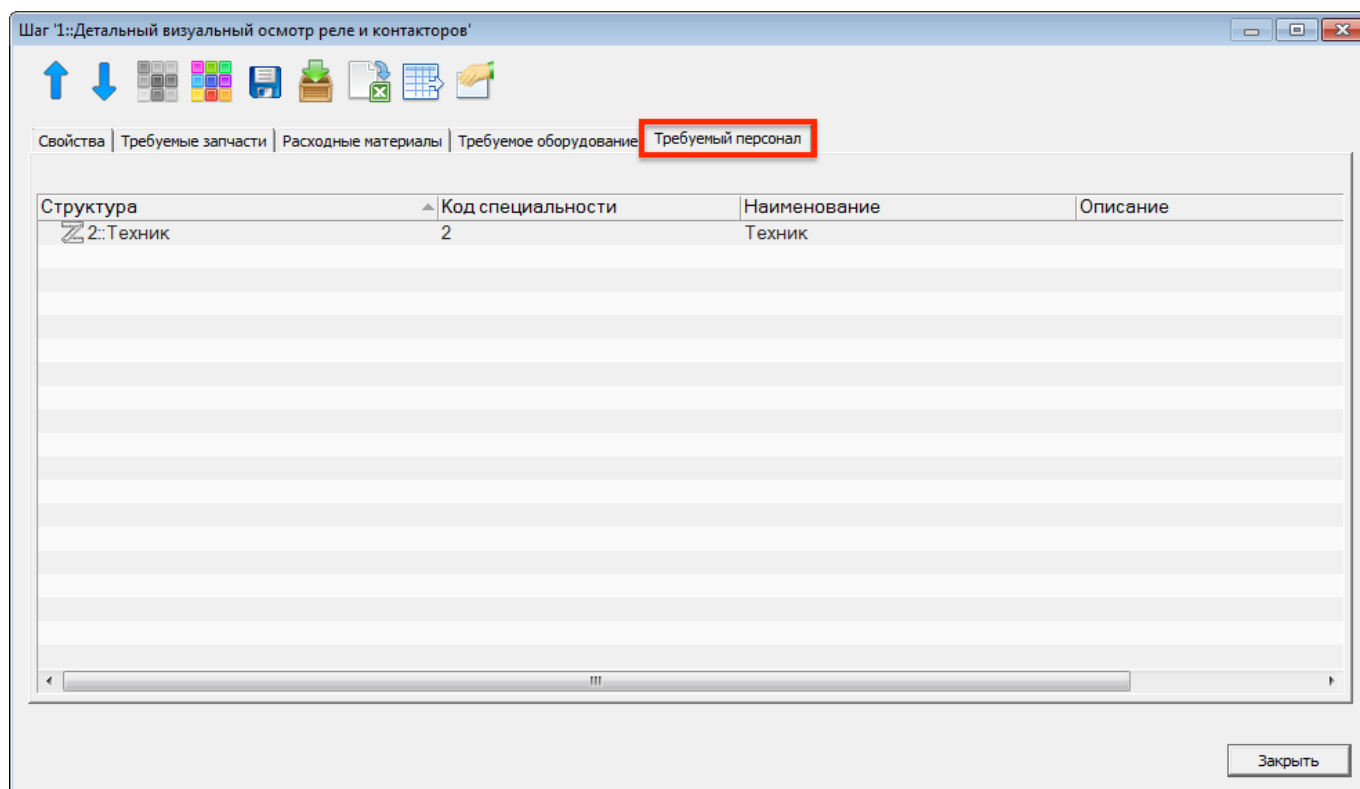 Шаг '1::Детальный визуальный осмотр реле и контакторов'
Свойства Требуемые запчасти Расходные материалы Требуемое оборудование Требуемый персонал
Структура Код специальности Наименование Описание
2::Техник 2 Техник
Закрыть